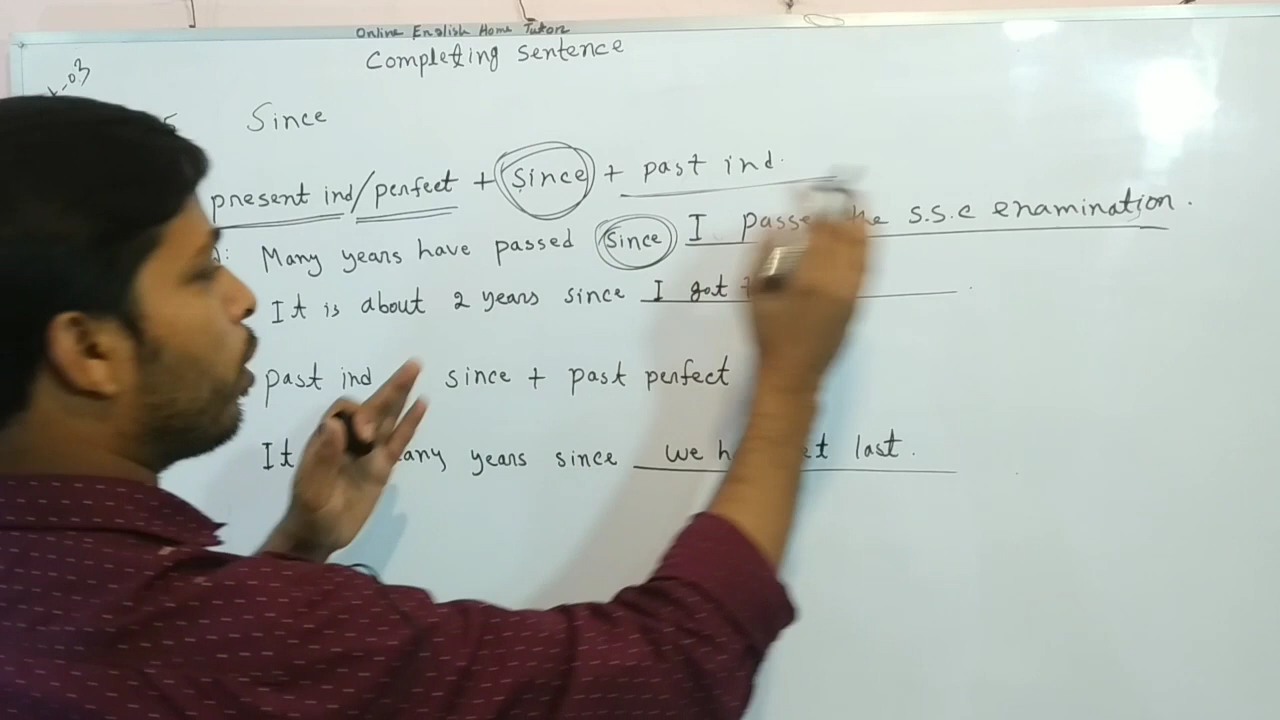 Online English Home Tutor
Completing sentence
Since
present ind/perfect + Since + past ind.
Many years have passed Since I passe he s.s.c enamination.
It is about 2 years since I got
past ind since + past perfect
It any years since we h et last.